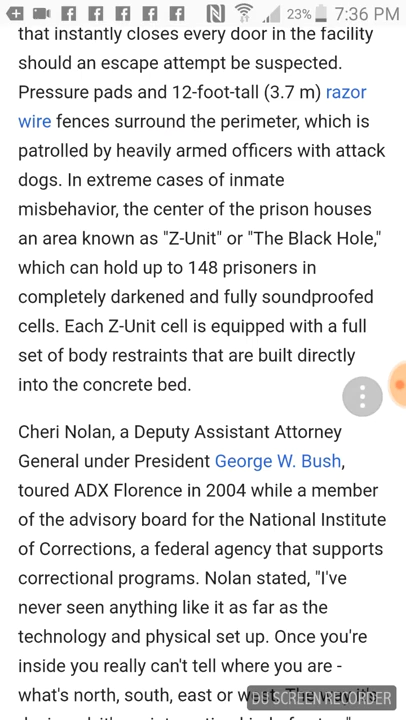 23% 7:36 PM
that instantly closes every door in the facility
should an escape attempt be suspected.
Pressure pads and 12-foot-tall (3.7 m) razor
wire fences surround the perimeter, which is
patrolled by heavily armed officers with attack
dogs. In extreme cases of inmate
misbehavior, the center of the prison houses
an area known as "Z-Unit" or "The Black Hole,"
which can hold up to 148 prisoners in
completely darkened and fully soundproofed
cells. Each Z-Unit cell is equipped with a full
set of body restraints that are built directly
into the concrete bed.
Cheri Nolan, a Deputy Assistant Attorney
General under President George W. Bush,
toured ADX Florence in 2004 while a member
of the advisory board for the National Institute
of Corrections, a federal agency that supports
correctional programs. Nolan stated, "I've
never seen anything like it as far as the
technology and physical set up. Once you're
inside you really can't tell where you are -
what's north, south, east or west. The way it's
DU SCREEN RECORDER